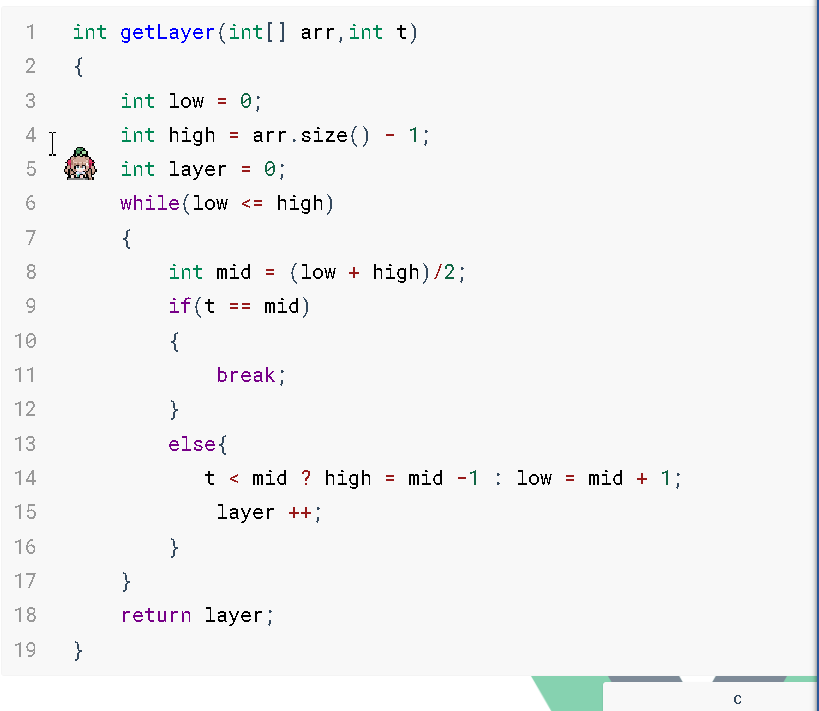 1 int getLayer(int[] arr,int t)
2 {
3 int low = 0;
4 int high = arr.size() - 1;
5 int layer = 0;
6 while(low <= high)
7 {
8 int mid = (low + high)/2;
9 if(t == mid)
10 {
11 break;
12 }
13 else{
14 t < mid ? high = mid -1 : low = mid + 1;
15 layer ++;
16 }
17 }
18 return layer;
19 }
c